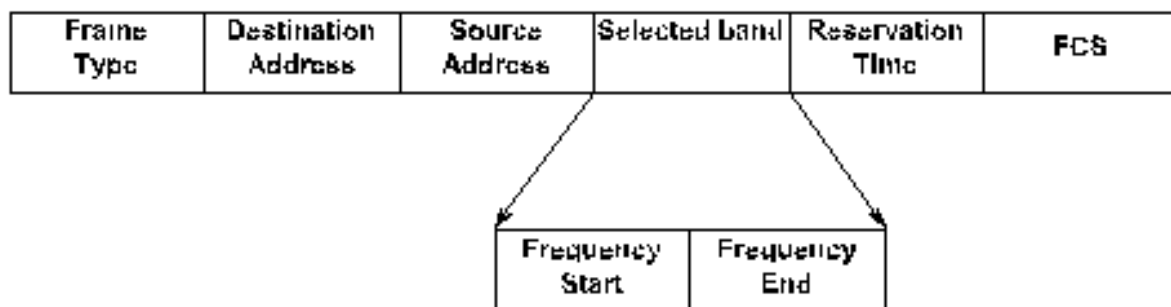 Frame Type
Destination Address
Source Address
Selected band
Reservation Time
FCS
Frequency Start
Frequency End